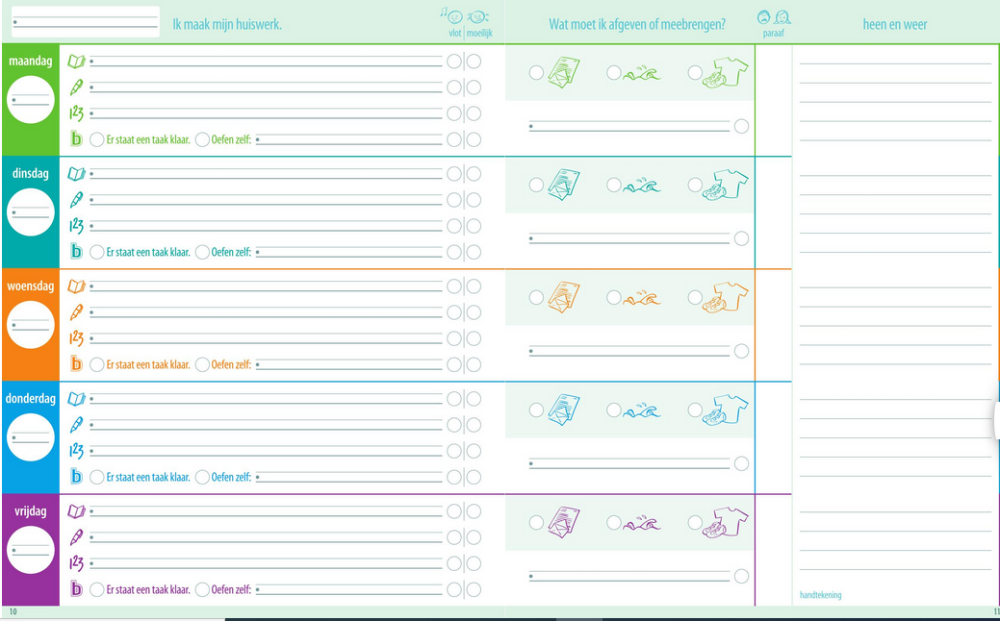 Ik maak mijn huiswerk.
vlot moeilijk
Wat moet ik afgeven of meebrengen?
paraaf
heen en weer
maandag
123
b Er staat een taak klaar. Oefen zelf:
dinsdag
123
b Er staat een taak klaar. Oefen zelf:
woensdag
123
b Er staat een taak klaar. Oefen zelf:
donderdag
123
b Er staat een taak klaar. Oefen zelf:
vrijdag
123
b Er staat een taak klaar. Oefen zelf:
handtekening
10
11